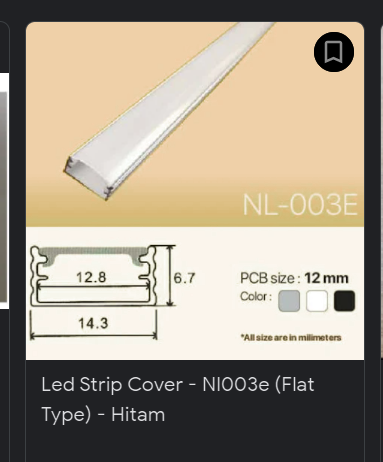 NL-003E
12.8
6.7
14.3
PCB size : 12 mm
Color :
*All size are in milimeters
Led Strip Cover - Nl003e (Flat
Type) - Hitam